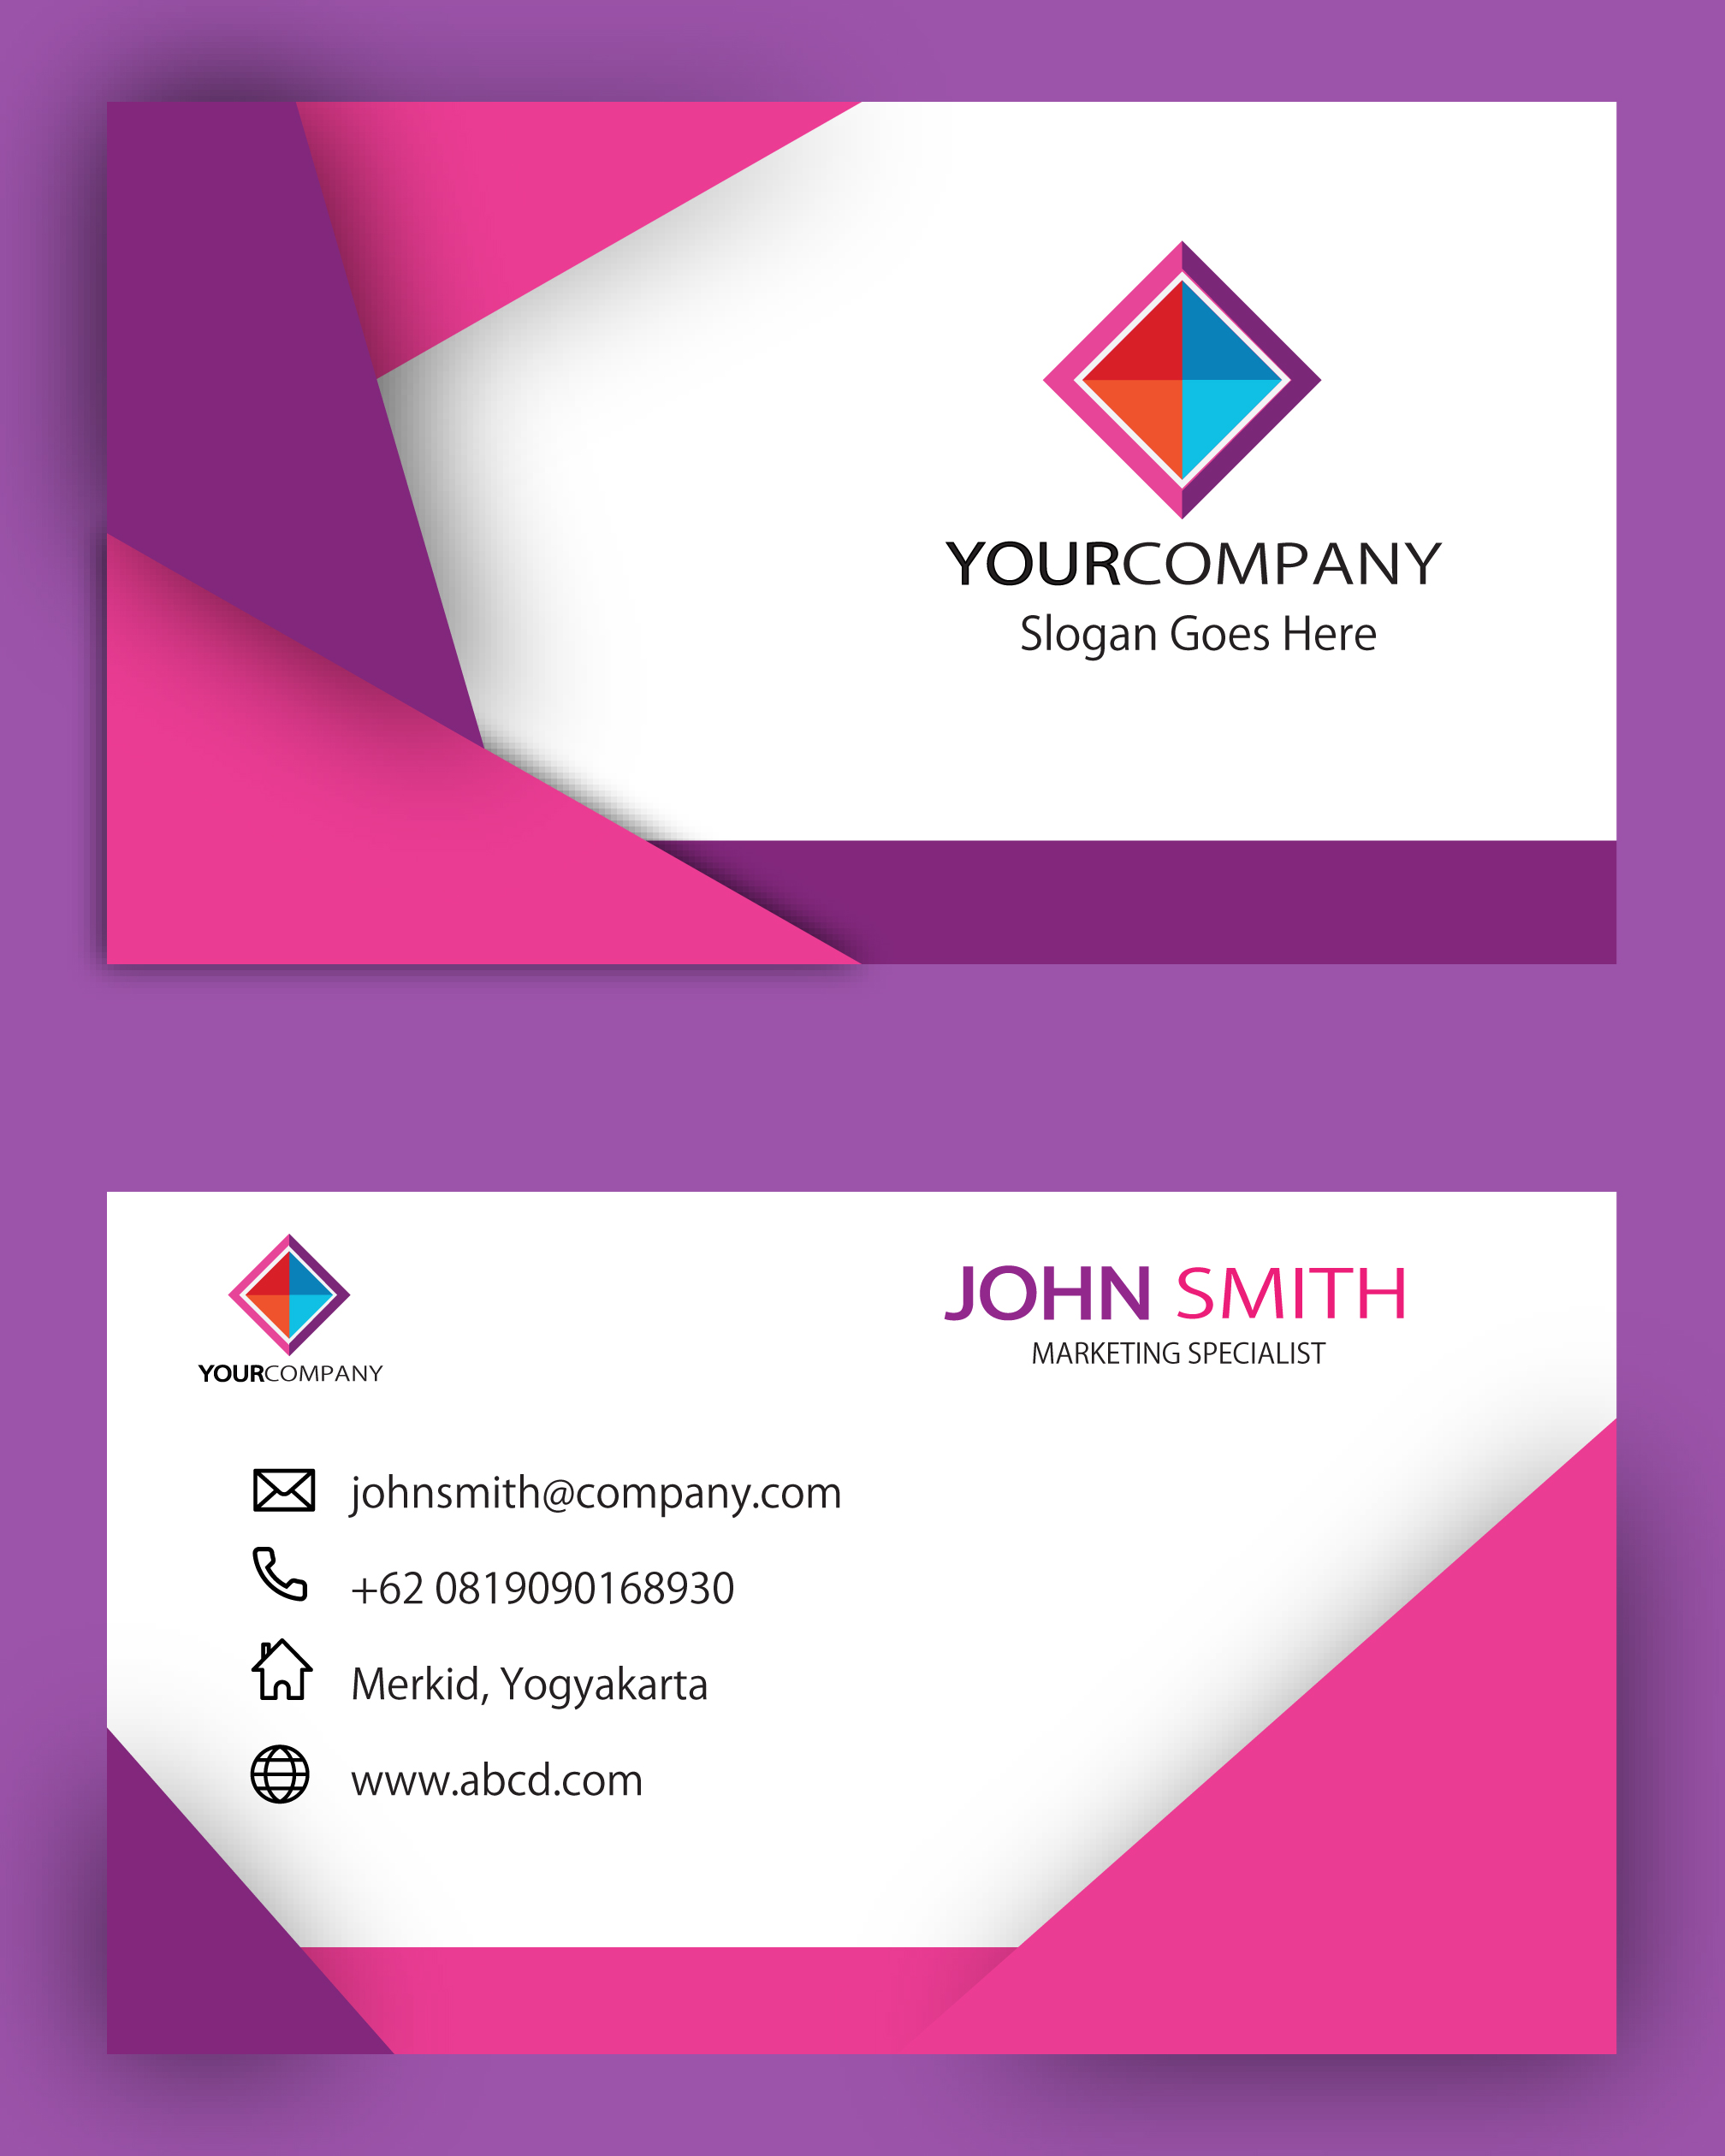 YOURCOMPANY
Slogan Goes Here
YOURCOMPANY
JOHN SMITH
MARKETING SPECIALIST
johnsmith@company.com
+62 0819090168930
Merkid, Yogyakarta
www.abcd.com